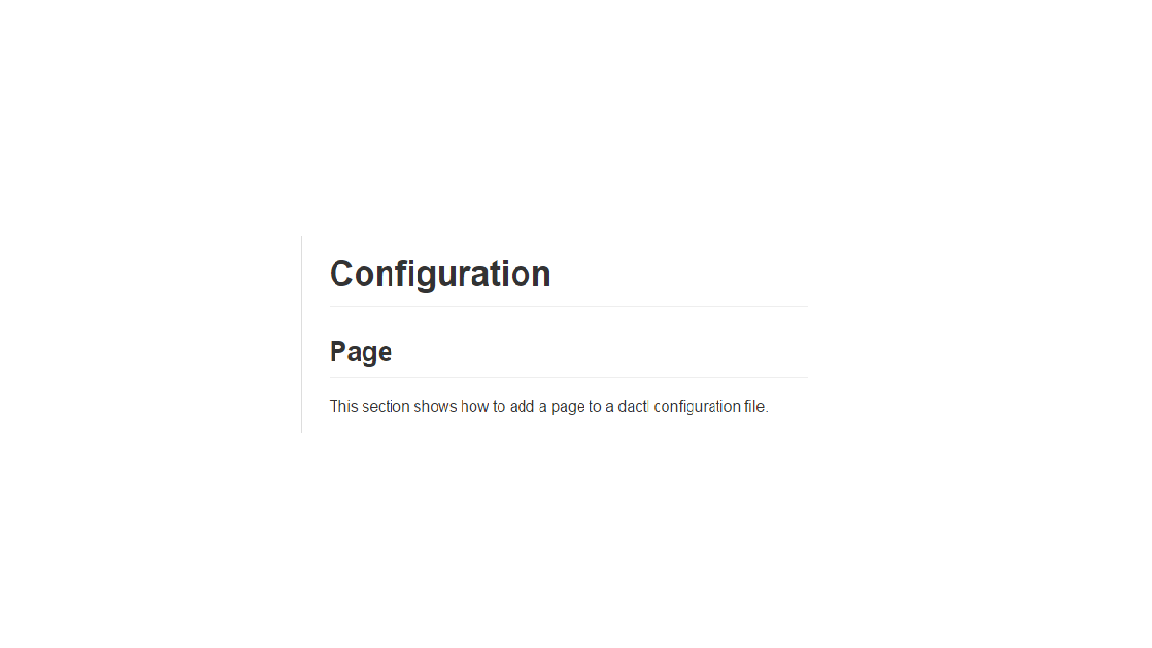 Configuration
Page
This section shows how to add a page to a dactl configuration file.